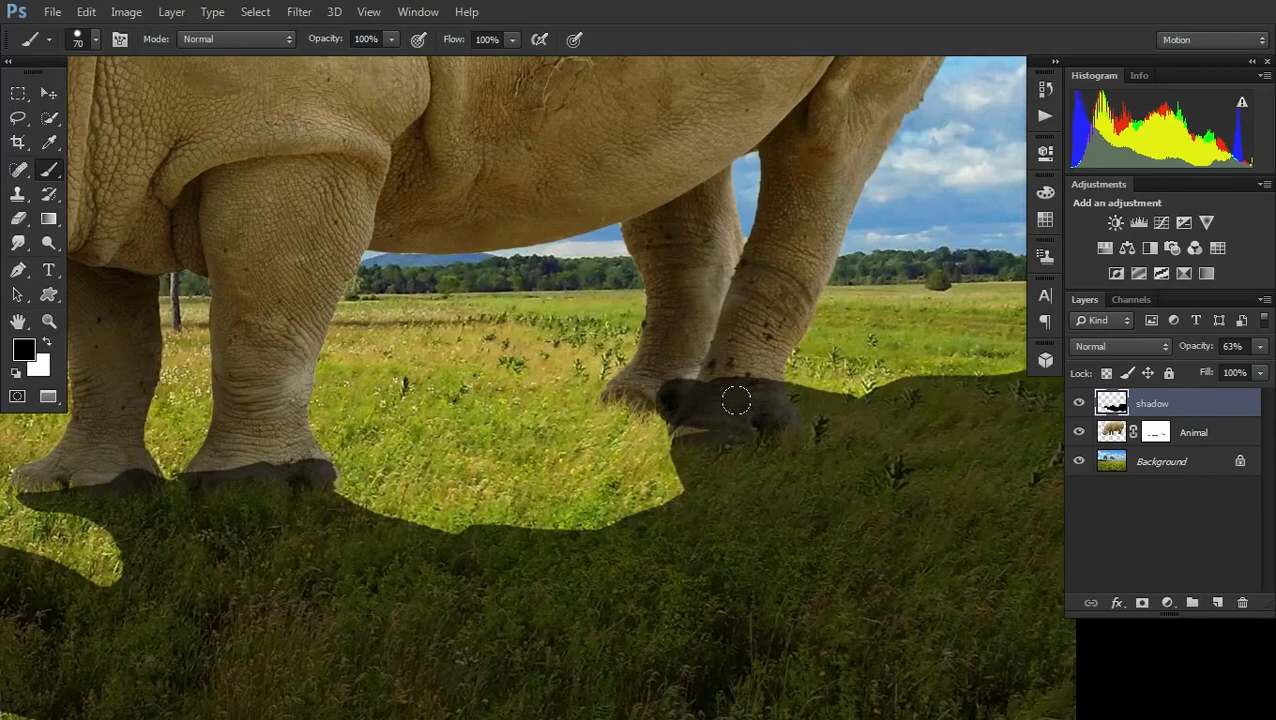 Ps File Edit Image Layer Type Select Filter 3D View Window Help
70 Mode: Normal Opacity: 100% Flow: 100% Motion
Histogram Info
Adjustments
Add an adjustment
Layers Channels
Kind
Normal Opacity: 63%
Lock: Fill: 100%
shadow
Animal
Background